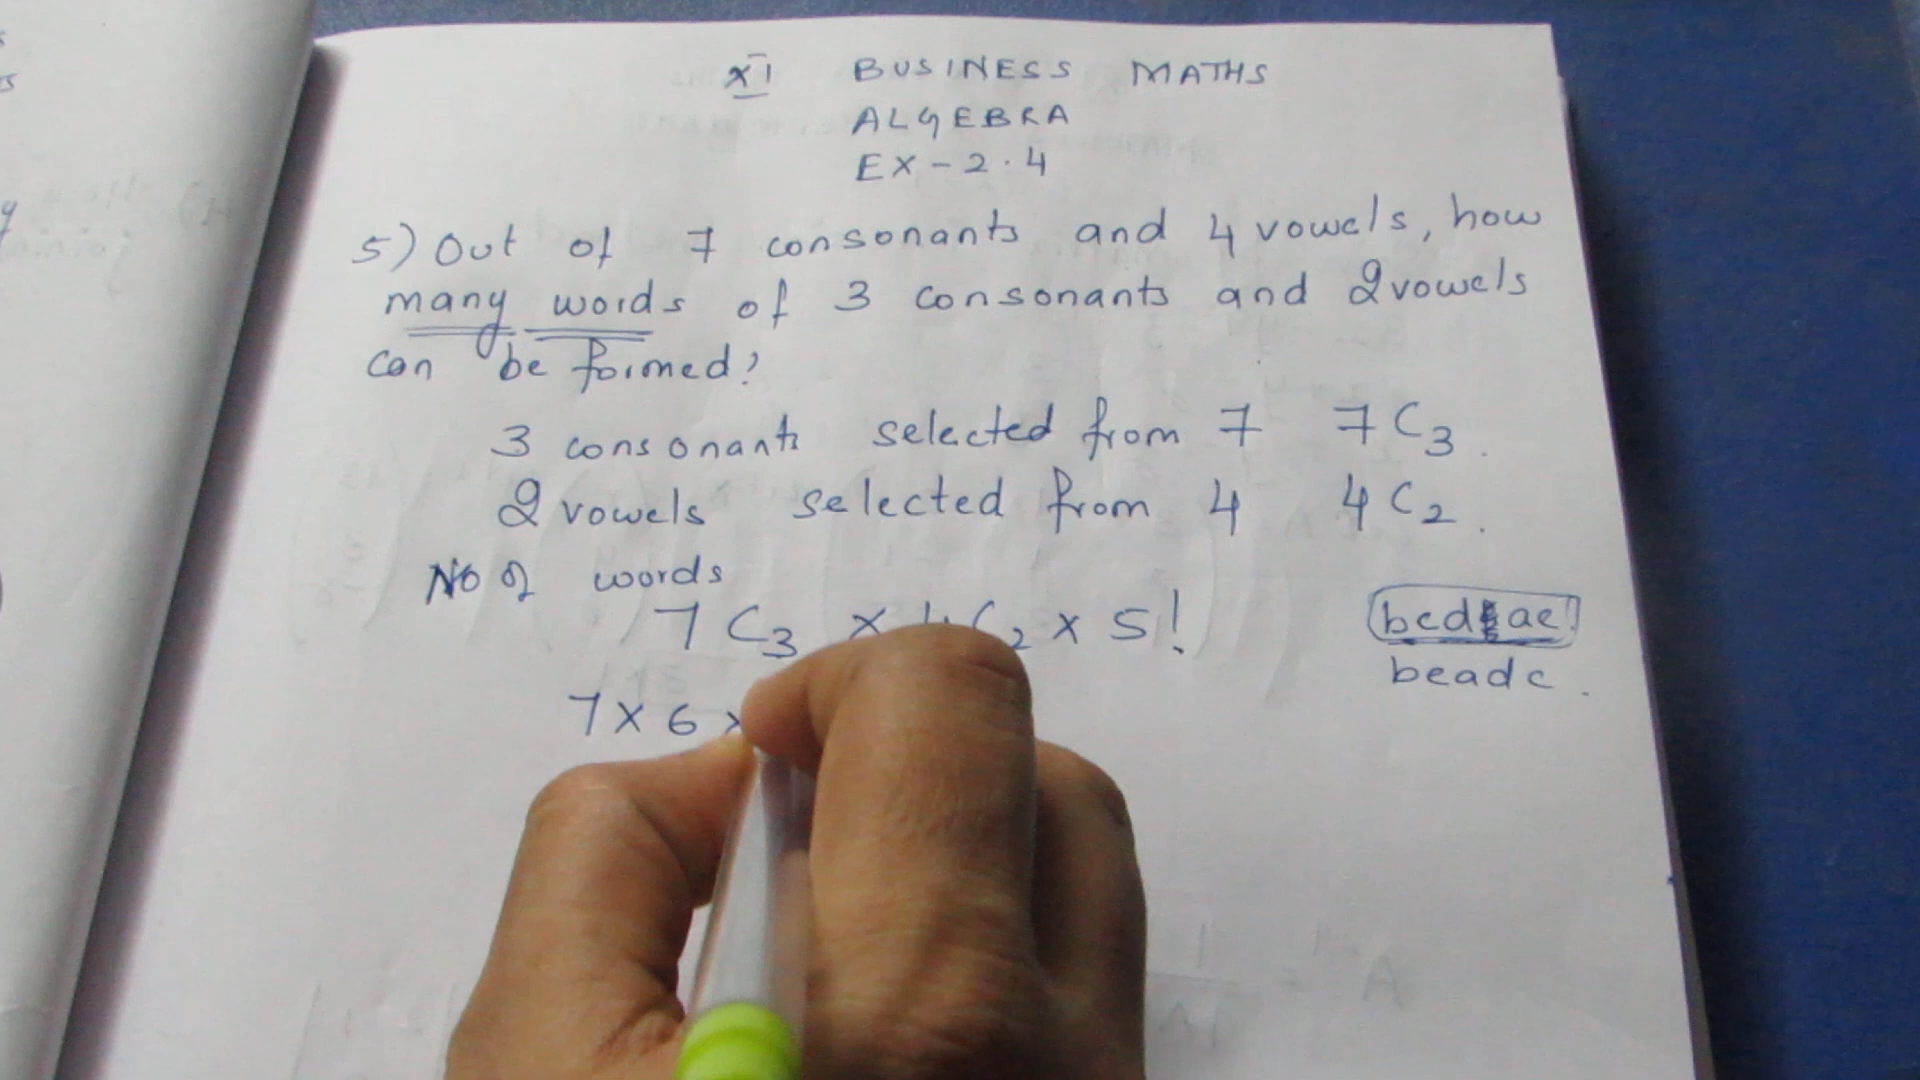 XI BUSINESS MATHS
ALGEBRA
EX - 2.4
5) Out of 7 consonants and 4 vowels, how
many words of 3 consonants and 2 vowels
can be formed?
3 consonants selected from 7 7C3.
2 vowels selected from 4 4C2.
No of words
7C3 × 4C2 × 5!
bcd ae
beadc.
7 × 6 ×